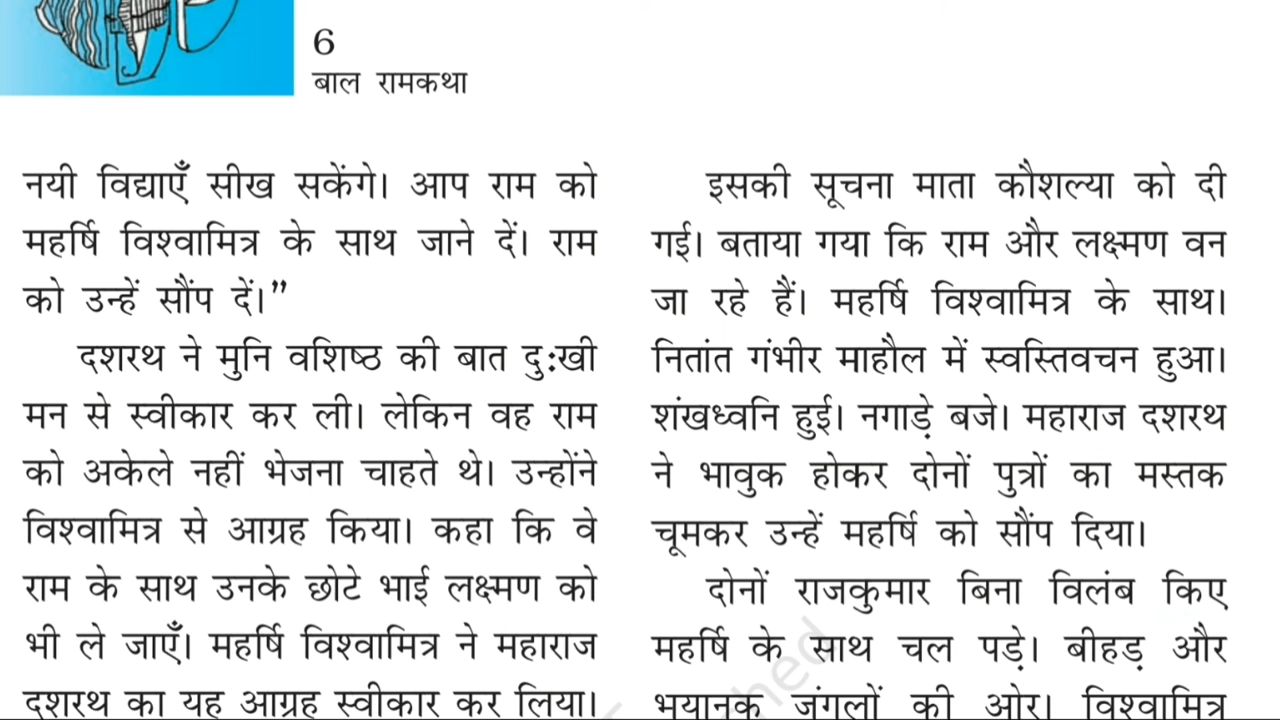 6
बाल रामकथा
नयी विद्याएँ सीख सकेंगे। आप राम को
महर्षि विश्वामित्र के साथ जाने दें। राम
को उन्हें सौंप दें।”
दशरथ ने मुनि वशिष्ठ की बात दुःखी
मन से स्वीकार कर ली। लेकिन वह राम
को अकेले नहीं भेजना चाहते थे। उन्होंने
विश्वामित्र से आग्रह किया। कहा कि वे
राम के साथ उनके छोटे भाई लक्ष्मण को
भी ले जाएँ। महर्षि विश्वामित्र ने महाराज
दशरथ का यह आग्रह स्वीकार कर लिया।
इसकी सूचना माता कौशल्या को दी
गई। बताया गया कि राम और लक्ष्मण वन
जा रहे हैं। महर्षि विश्वामित्र के साथ।
नितांत गंभीर माहौल में स्वस्तिवचन हुआ।
शंखध्वनि हुई। नगाड़े बजे। महाराज दशरथ
ने भावुक होकर दोनों पुत्रों का मस्तक
चूमकर उन्हें महर्षि को सौंप दिया।
दोनों राजकुमार बिना विलंब किए
महर्षि के साथ चल पड़े। बीहड़ और
भयानक जंगलों की ओर। विश्वामित्र